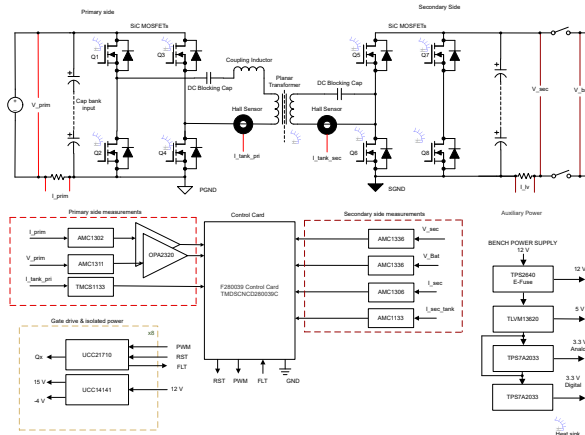 Primary side
Secondary Side
SiC MOSFETs
SiC MOSFETs
Q1
Q3
Q5
Q7
Coupling Inductor
DC Blocking Cap
Planar
Transformer
DC Blocking Cap
V_prim
Cap bank
input
Hall Sensor
Hall Sensor
V_sec
V_b
Q2
Q4
Q6
Q8
I_tank_pri
I_tank_sec
I_prim
PGND
SGND
I_lv
Primary side measurements
Control Card
Secondary side measurements
Auxiliary Power
I_prim
AMC1302
OPA2320
V_prim
AMC1311
I_tank_pri
TMCS1133
F280039 Control Card
TMDSCNCD280039C
AMC1336
V_sec
AMC1336
V_Bat
AMC1306
I_sec
AMC1133
I_sec_tank
BENCH POWER SUPPLY
12 V
TPS2640
E-Fuse
12 V
TLVM13620
5 V
TPS7A2033
3.3 V
Analog
TPS7A2033
3.3 V
Digital
Gate drive & isolated power
x8
Qx
UCC21710
PWM
RST
FLT
15 V
-4 V
UCC14141
12 V
RST
PWM
FLT
GND
Heat sink